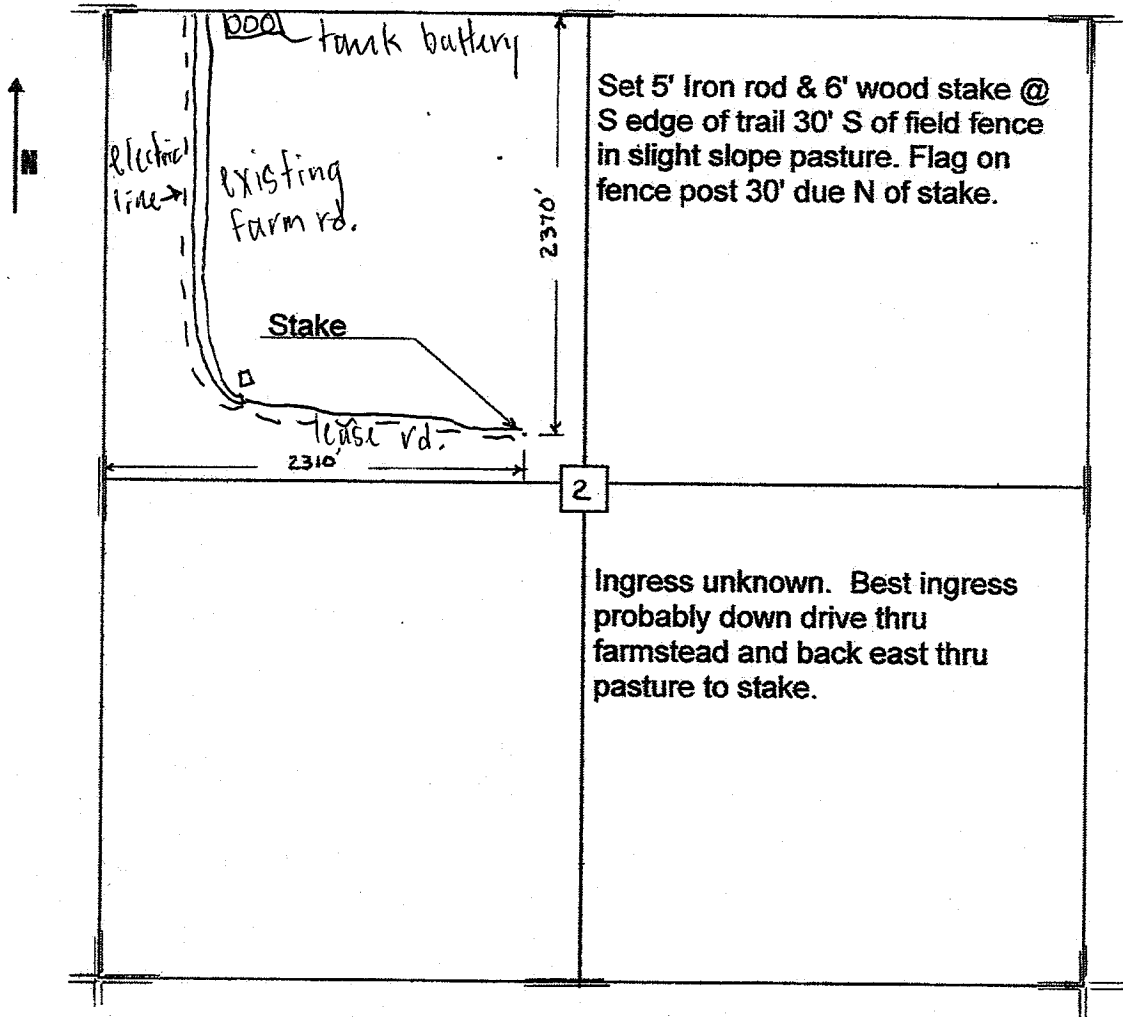 tank battery
Set 5' Iron rod & 6' wood stake @
S edge of trail 30' S of field fence
in slight slope pasture. Flag on
fence post 30' due N of stake.
N
electric
line
existing
farm rd.
2370'
Stake
lease rd.
2310'
2
Ingress unknown. Best ingress
probably down drive thru
farmstead and back east thru
pasture to stake.